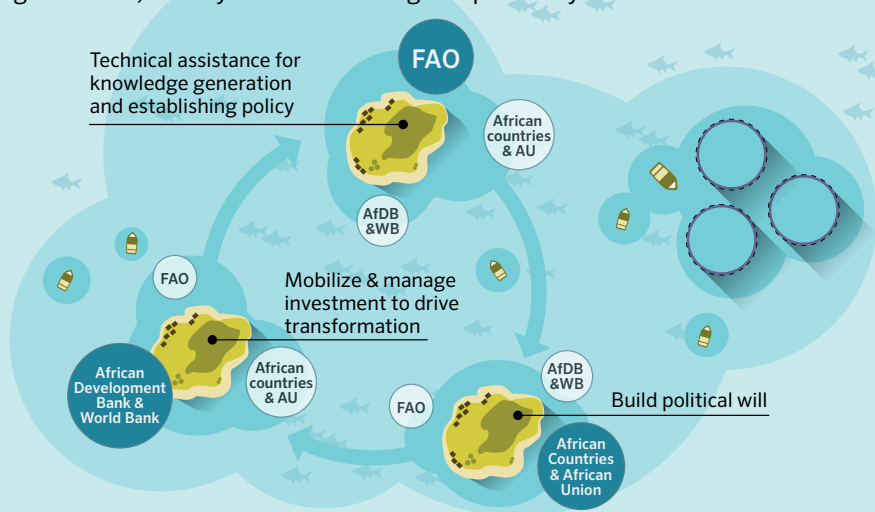 Technical assistance for
knowledge generation
and establishing policy
FAO
African
countries
& AU
AfDB
&WB
FAO
Mobilize & manage
investment to drive
transformation
African
Development
Bank &
World Bank
African
countries
& AU
AfDB
&WB
FAO
Build political will
African
Countries
& African
Union